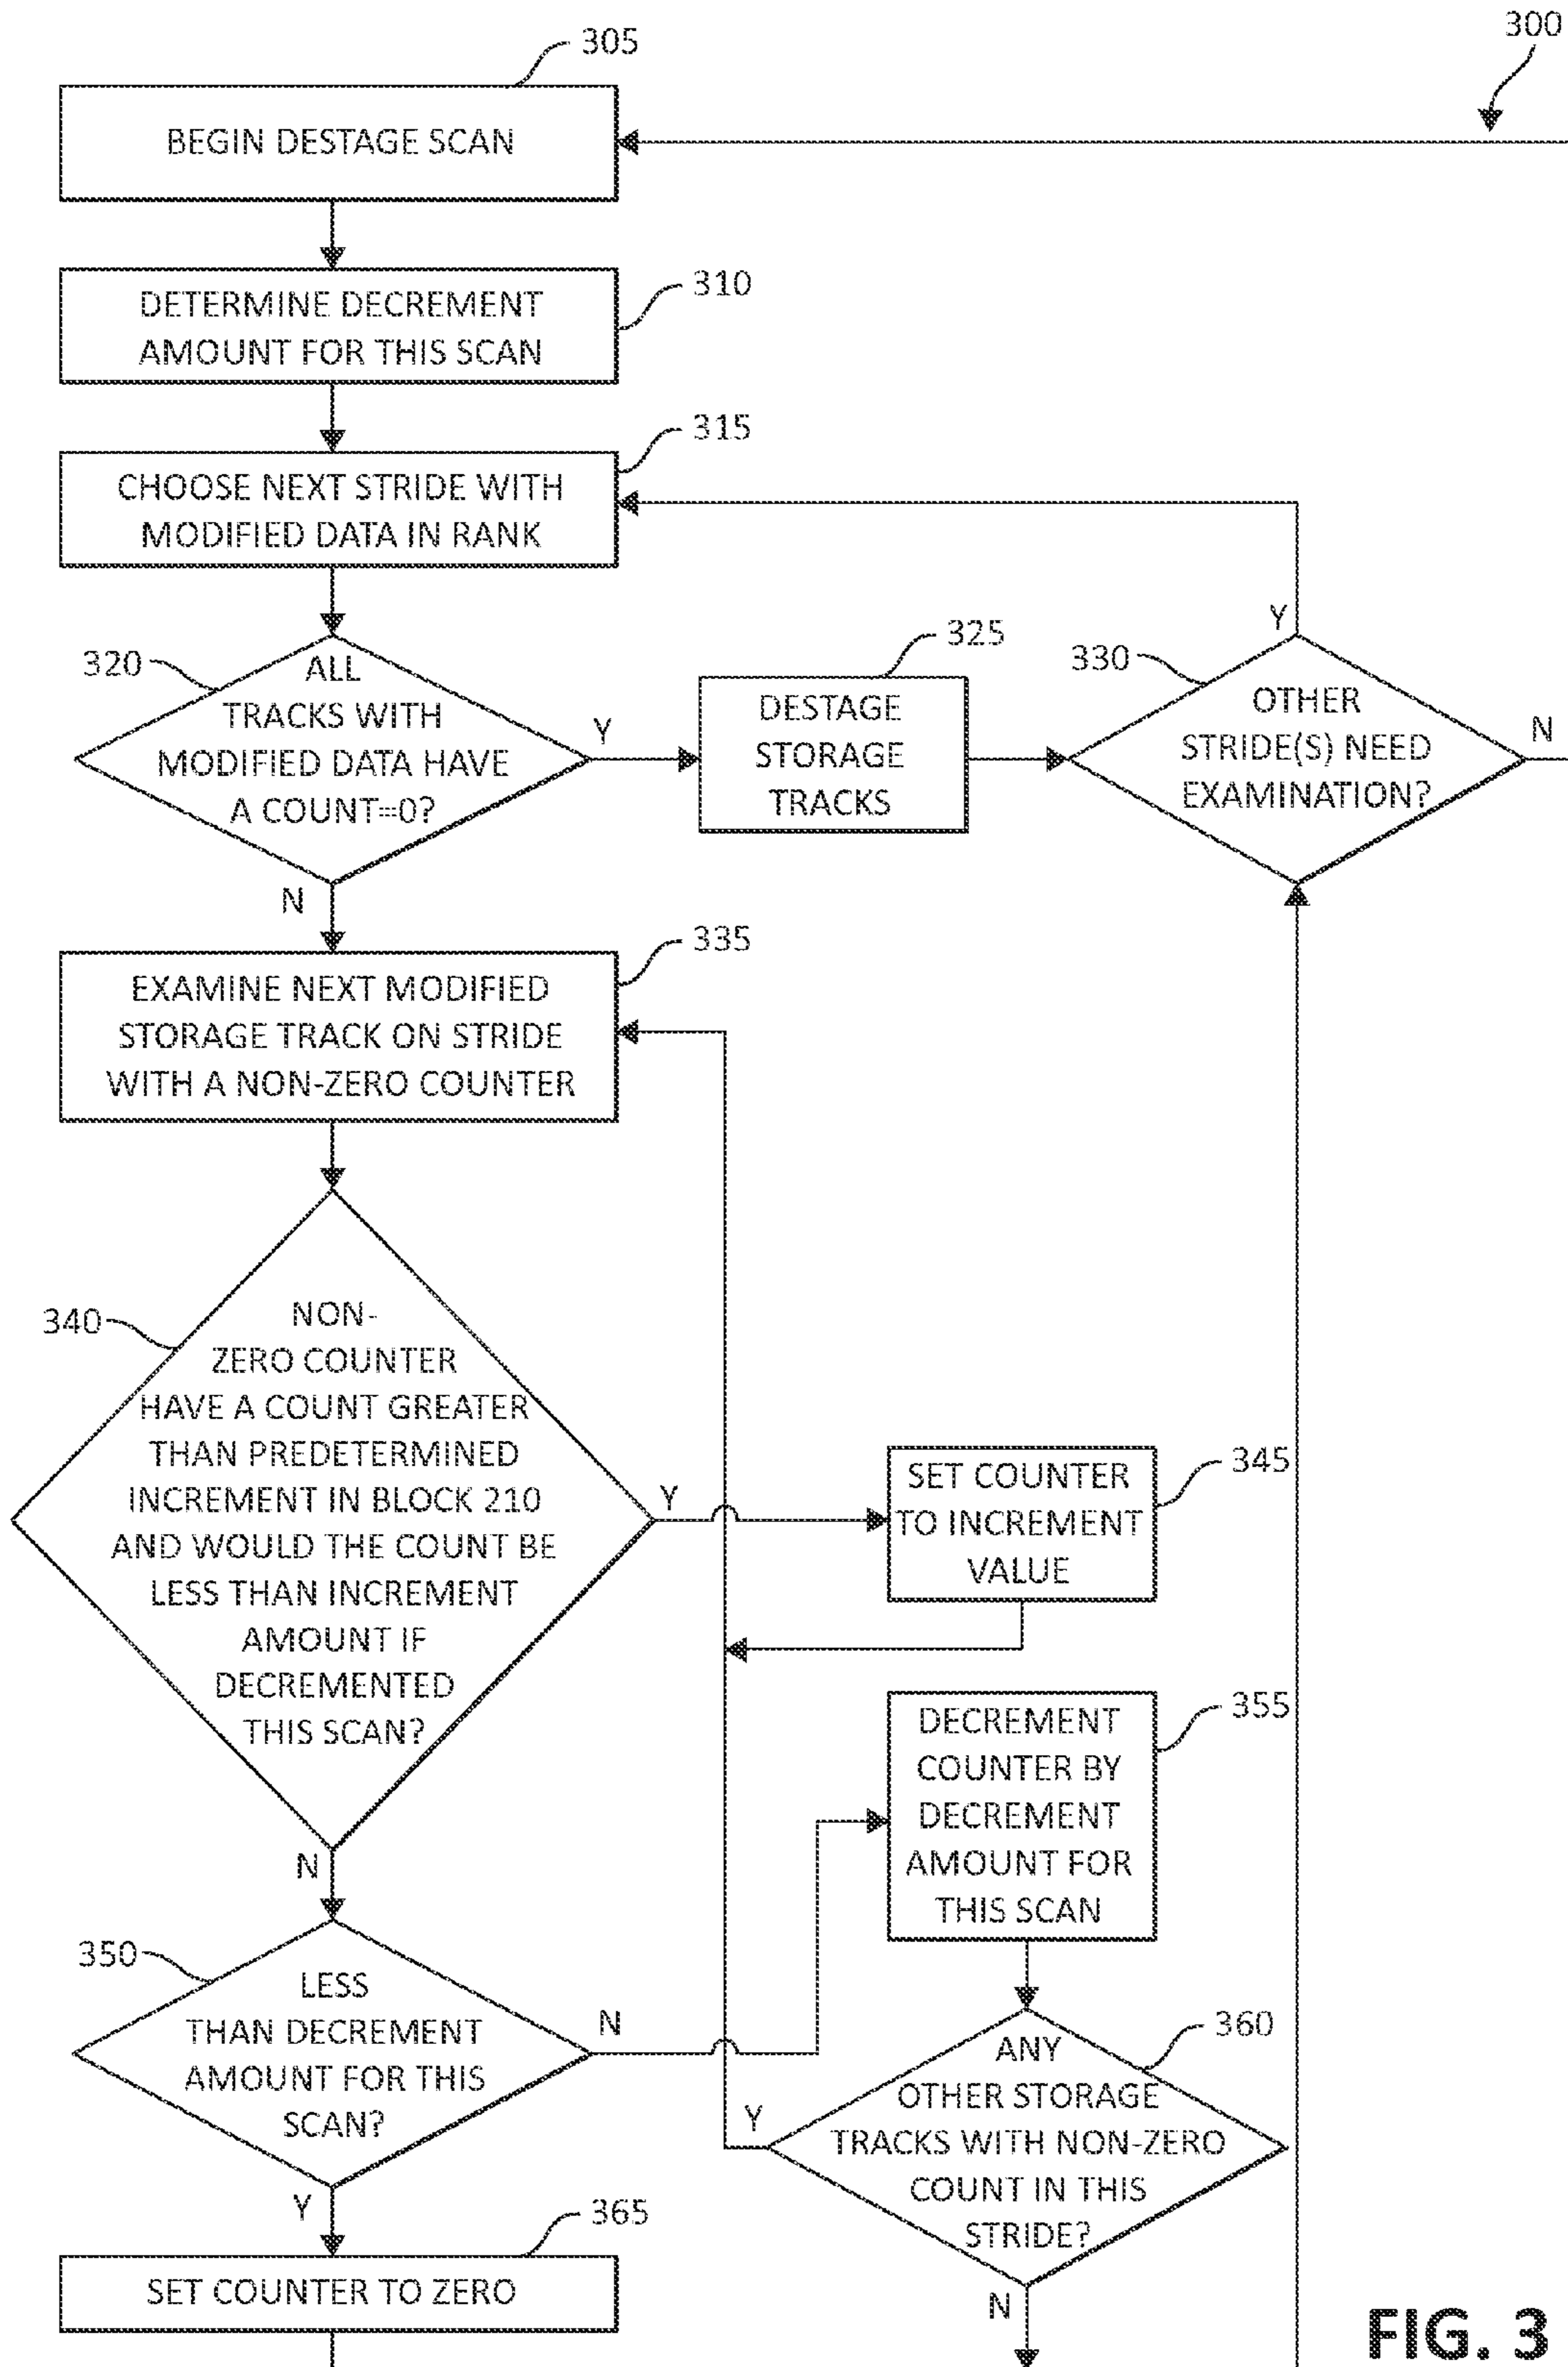 300
305
BEGIN DESTAGE SCAN
310
DETERMINE DECREMENT
AMOUNT FOR THIS SCAN
315
CHOOSE NEXT STRIDE WITH
MODIFIED DATA IN RANK
320
ALL
TRACKS WITH
MODIFIED DATA HAVE
A COUNT=0?
Y
N
325
DESTAGE
STORAGE
TRACKS
330
OTHER
STRIDE(S) NEED
EXAMINATION?
Y
N
335
EXAMINE NEXT MODIFIED
STORAGE TRACK ON STRIDE
WITH A NON-ZERO COUNTER
340
NON-
ZERO COUNTER
HAVE A COUNT GREATER
THAN PREDETERMINED
INCREMENT IN BLOCK 210
AND WOULD THE COUNT BE
LESS THAN INCREMENT
AMOUNT IF
DECREMENTED
THIS SCAN?
Y
N
345
SET COUNTER
TO INCREMENT
VALUE
350
LESS
THAN DECREMENT
AMOUNT FOR THIS
SCAN?
N
Y
355
DECREMENT
COUNTER BY
DECREMENT
AMOUNT FOR
THIS SCAN
360
ANY
OTHER STORAGE
TRACKS WITH NON-ZERO
COUNT IN THIS
STRIDE?
Y
N
365
SET COUNTER TO ZERO
FIG. 3